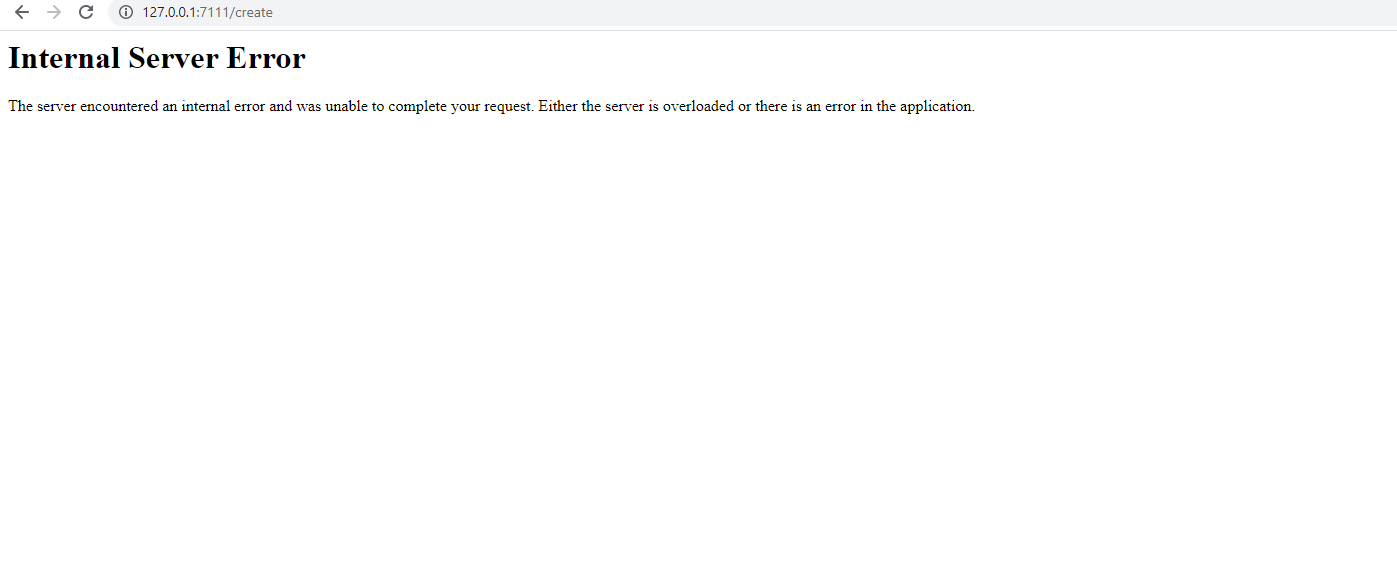 127.0.0.1:7111/create
Internal Server Error
The server encountered an internal error and was unable to complete your request. Either the server is overloaded or there is an error in the application.